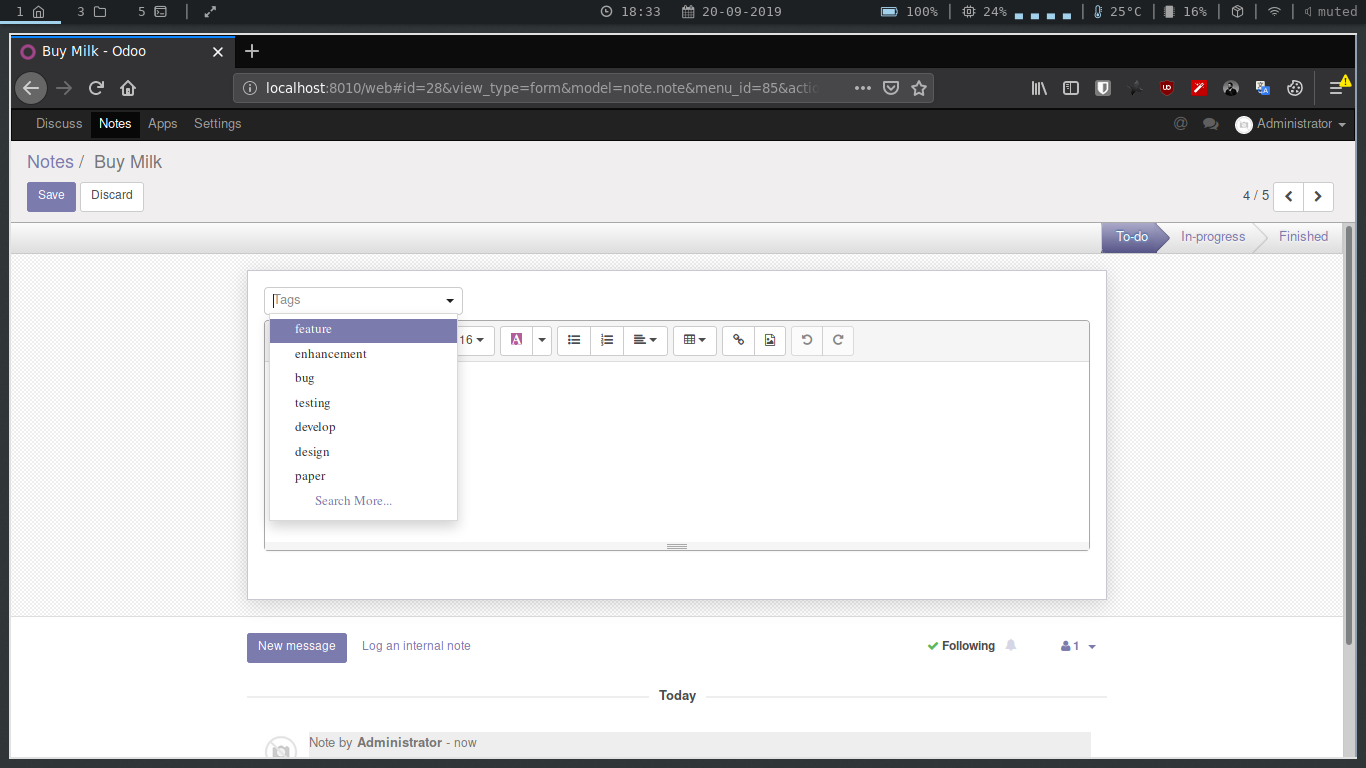 1 3 5 18:33 20-09-2019 100% 24% 25°C 16% muted
Buy Milk - Odoo
localhost:8010/web#id=28&view_type=form&model=note.note&menu_id=85&actio
Discuss Notes Apps Settings @ Administrator
Notes / Buy Milk
Save Discard 4 / 5
To-do In-progress Finished
Tags
feature
16 A
enhancement
bug
testing
develop
design
paper
Search More...
New message Log an internal note Following 1
Today
Note by Administrator - now